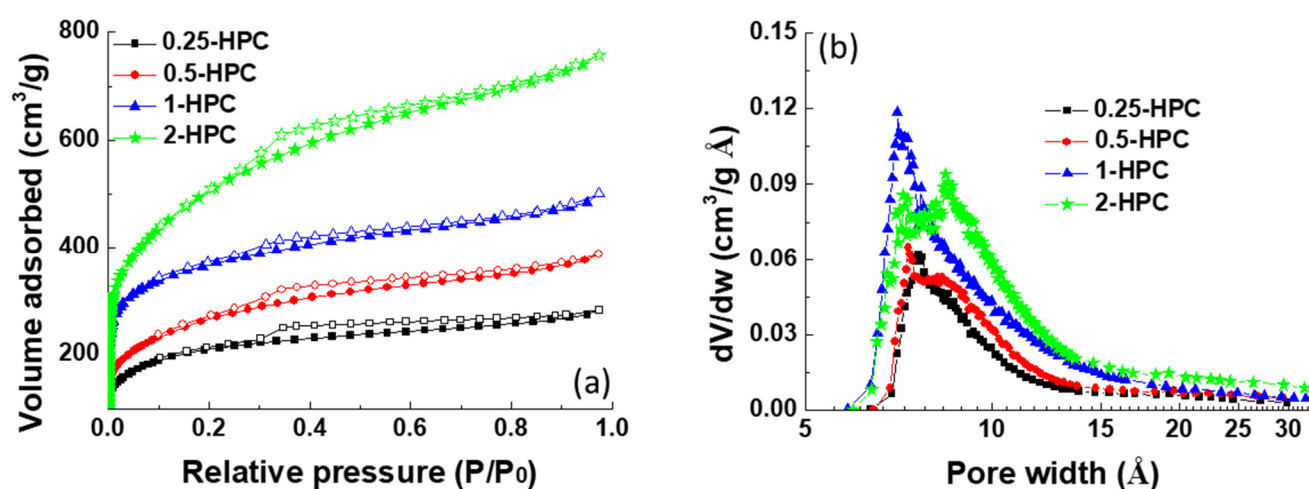 Volume adsorbed (cm³/g)
800
600
400
200
0.25-HPC
0.5-HPC
1-HPC
2-HPC
(a)
0.0 0.2 0.4 0.6 0.8 1.0
Relative pressure (P/P₀)
dV/dw (cm³/g Å)
0.15
0.12
0.09
0.06
0.03
0.00
(b)
0.25-HPC
0.5-HPC
1-HPC
2-HPC
5 10 15 20 25 30
Pore width (Å)